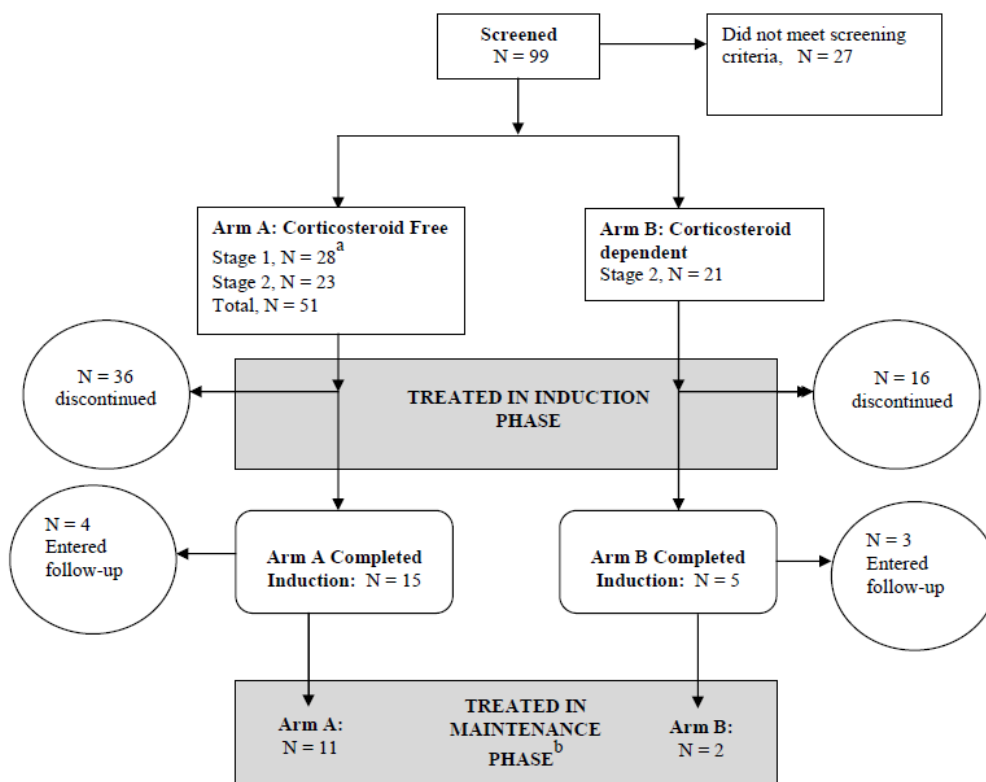 Screened
N = 99
Did not meet screening
criteria, N = 27
Arm A: Corticosteroid Free
Stage 1, N = 28a
Stage 2, N = 23
Total, N = 51
Arm B: Corticosteroid
dependent
Stage 2, N = 21
N = 36
discontinued
TREATED IN INDUCTION
PHASE
N = 16
discontinued
N = 4
Entered
follow-up
Arm A Completed
Induction: N = 15
Arm B Completed
Induction: N = 5
N = 3
Entered
follow-up
TREATED IN
MAINTENANCE
PHASEb
Arm A:
N = 11
Arm B:
N = 2